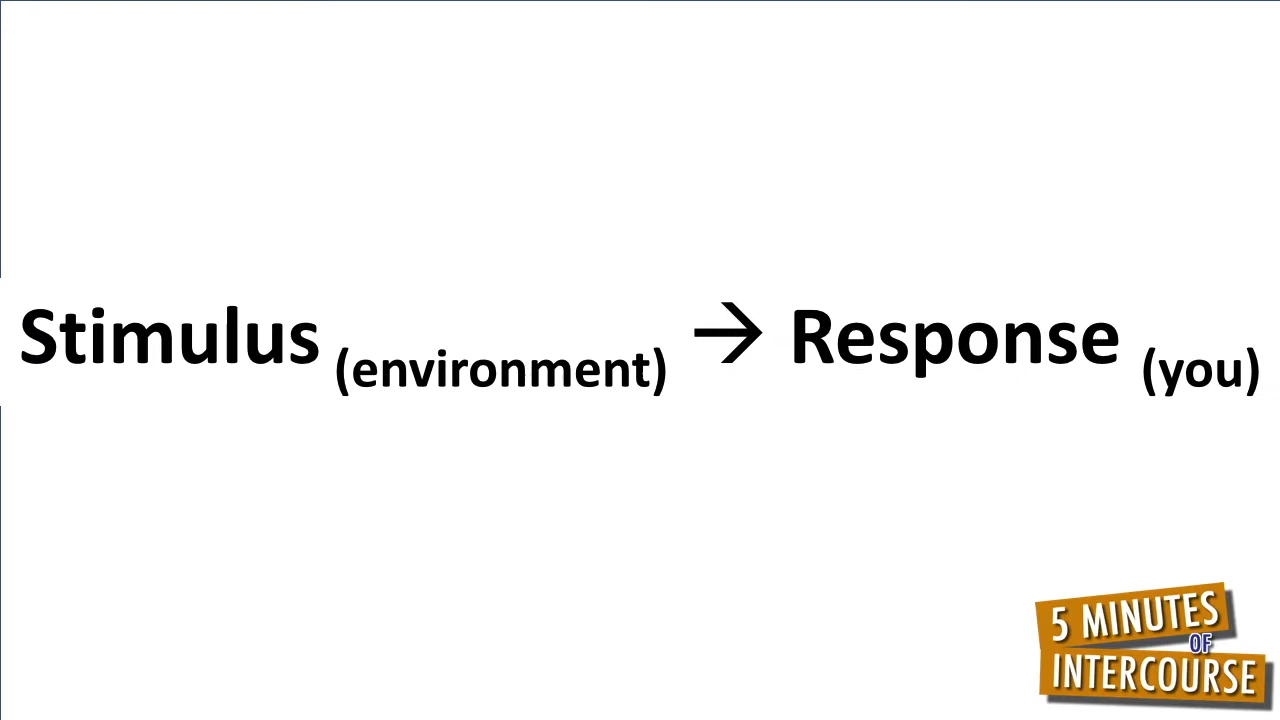 Stimulus (environment) → Response (you)
5 MINUTES
OF
INTERCOURSE